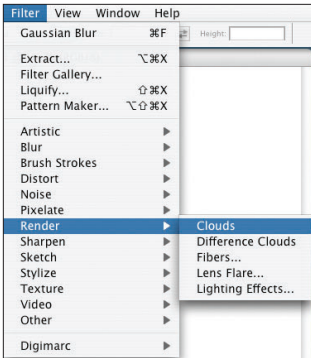 Filter View Window Help
Height:
Gaussian Blur ⌘F
Extract... ⌥⌘X
Filter Gallery...
Liquify... ⇧⌘X
Pattern Maker... ⌥⇧⌘X
Artistic
Blur
Brush Strokes
Distort
Noise
Pixelate
Render
Sharpen
Sketch
Stylize
Texture
Video
Other
Digimarc
Clouds
Difference Clouds
Fibers...
Lens Flare...
Lighting Effects...